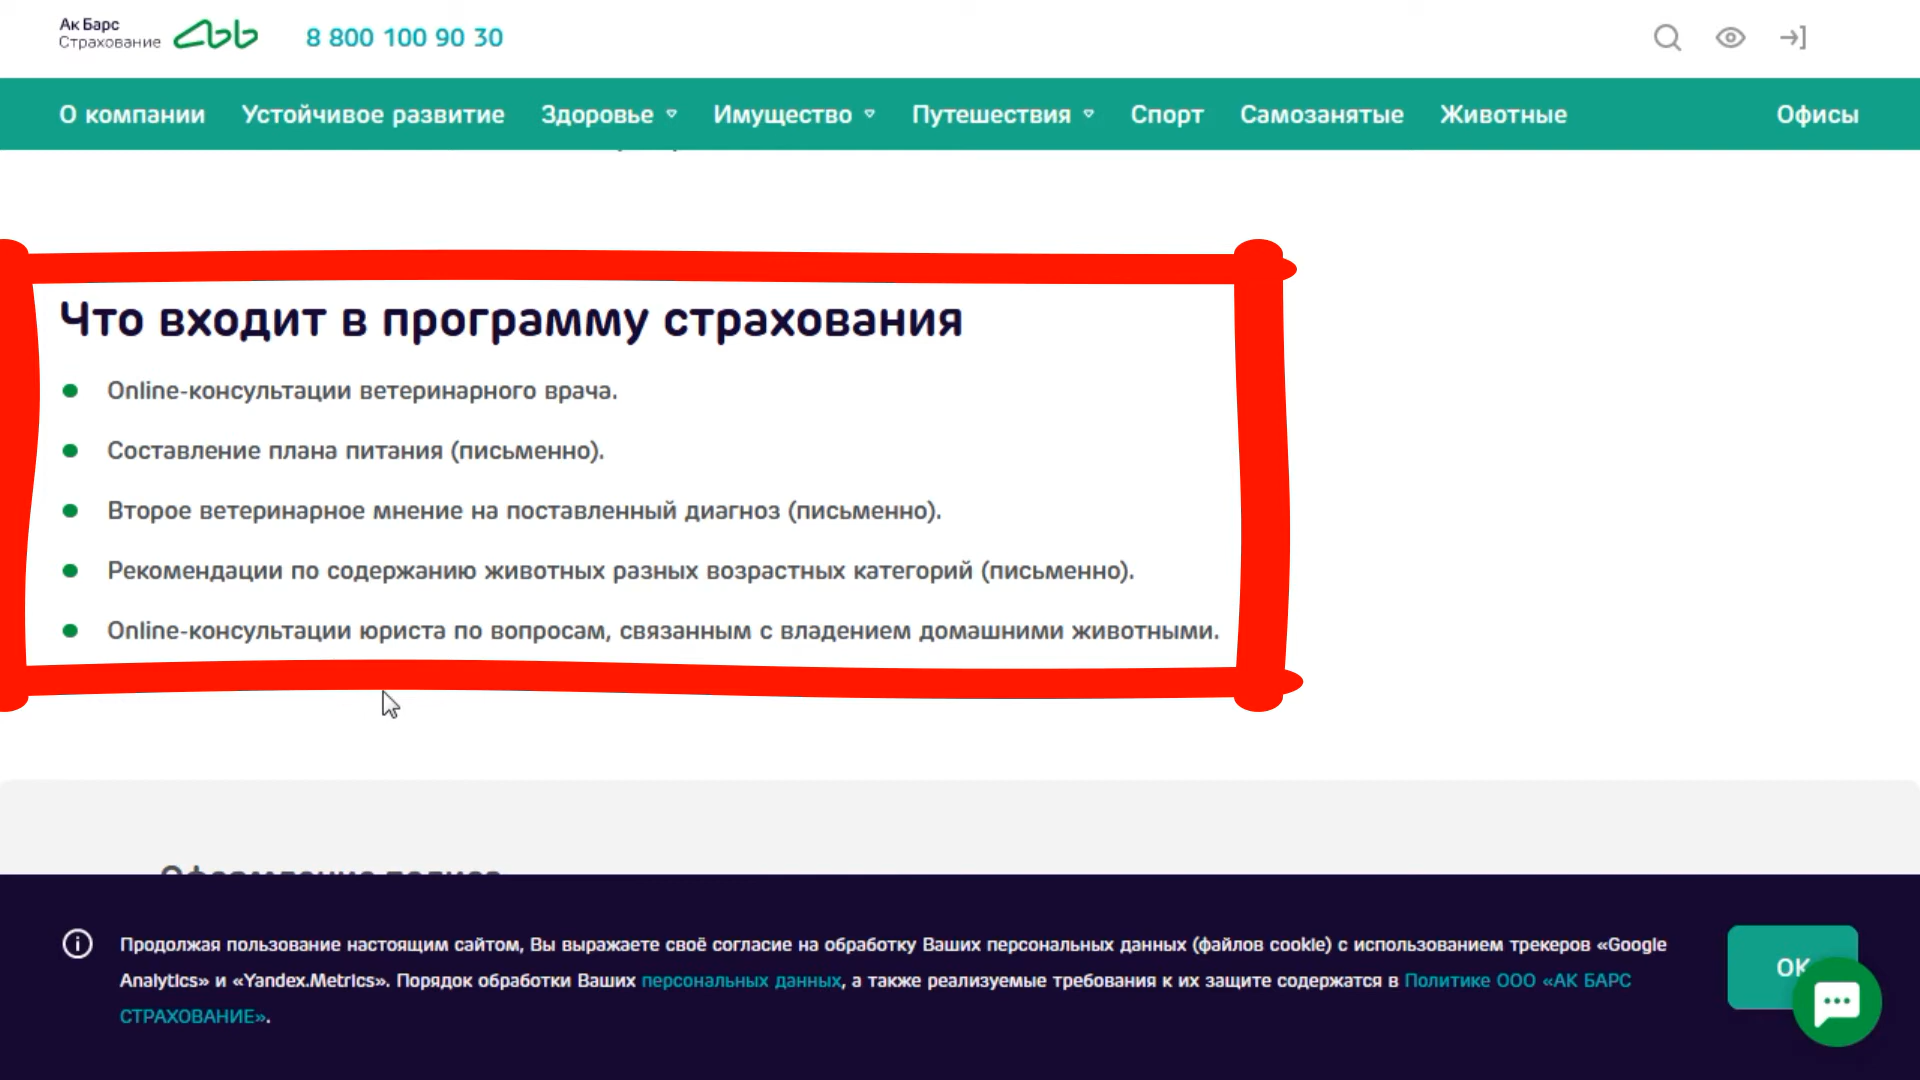 Ак Барс
Страхование
8 800 100 90 30
О компании Устойчивое развитие Здоровье Имущество Путешествия Спорт Самозанятые Животные Офисы
Что входит в программу страхования
Online-консультации ветеринарного врача.
Составление плана питания (письменно).
Второе ветеринарное мнение на поставленный диагноз (письменно).
Рекомендации по содержанию животных разных возрастных категорий (письменно).
Online-консультации юриста по вопросам, связанным с владением домашними животными.
Оформление полиса
Продолжая пользование настоящим сайтом, Вы выражаете своё согласие на обработку Ваших персональных данных (файлов cookie) с использованием трекеров «Google
Analytics» и «Yandex.Metrics». Порядок обработки Ваших персональных данных, а также реализуемые требования к их защите содержатся в Политике ООО «АК БАРС
СТРАХОВАНИЕ».
OK